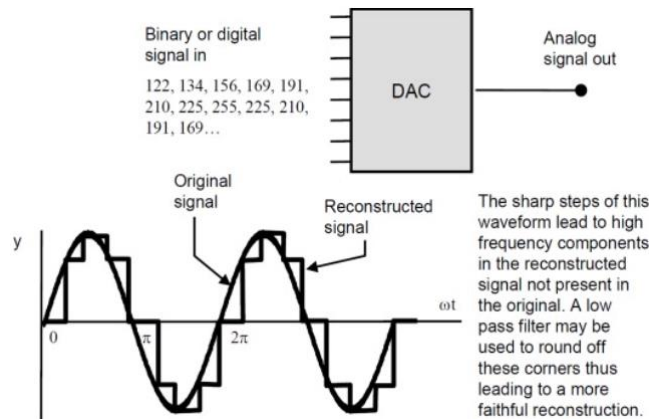 Binary or digital
signal in
122, 134, 156, 169, 191,
210, 225, 255, 225, 210,
191, 169…
DAC
Analog
signal out
Original
signal
Reconstructed
signal
y
0
π
2π
ωt
The sharp steps of this
waveform lead to high
frequency components
in the reconstructed
signal not present in
the original. A low
pass filter may be
used to round off
these corners thus
leading to a more
faithful reconstruction.